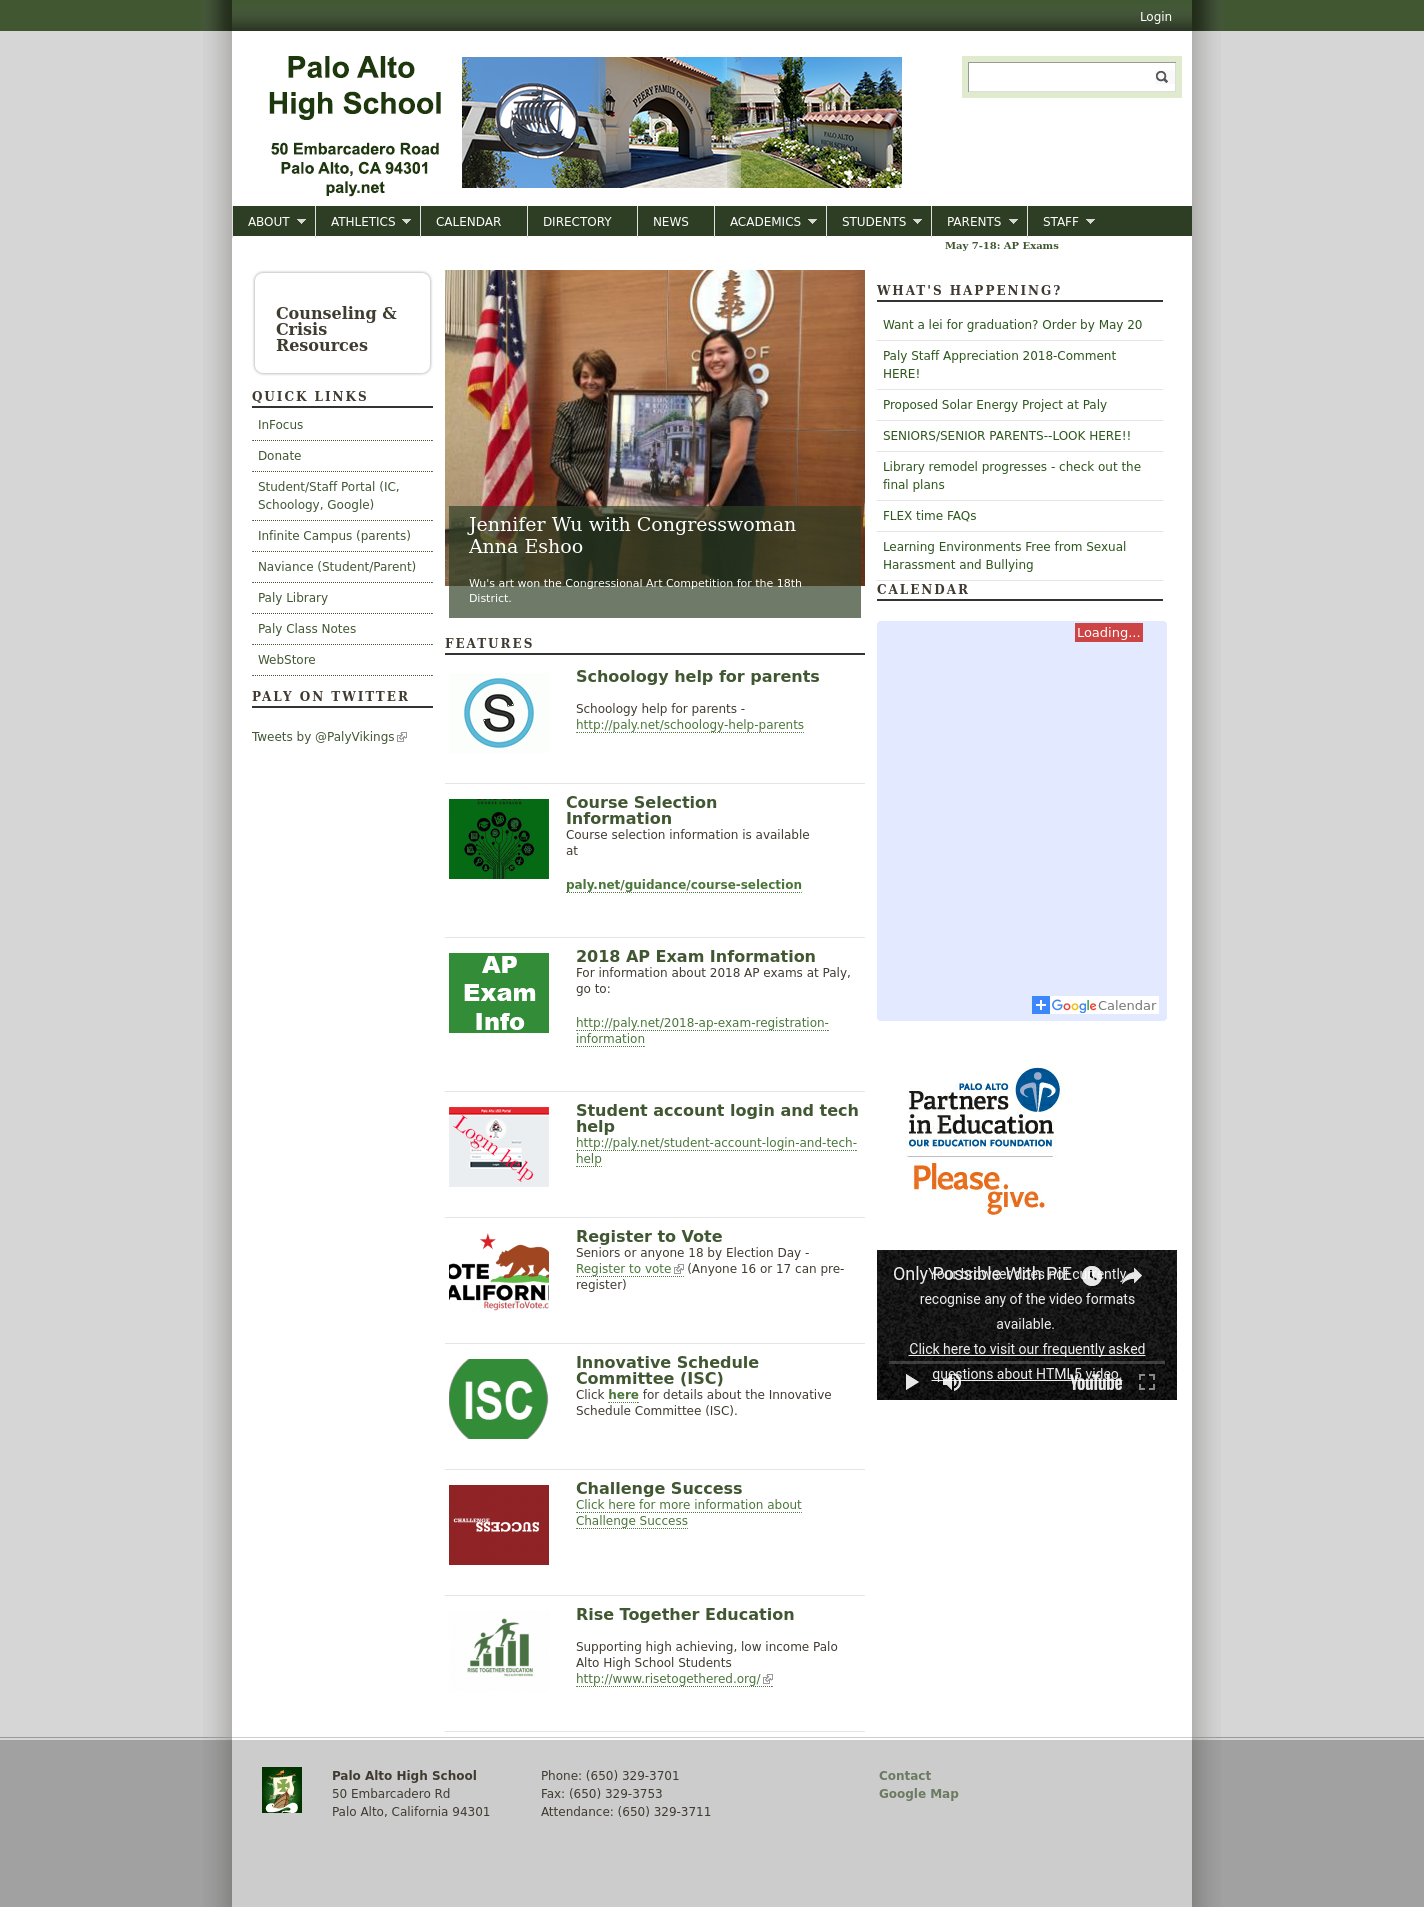 Login
Palo Alto
High School
50 Embarcadero Road
Palo Alto, CA 94301
paly.net
PEERY FAMILY CENTER
PALO ALTO
HIGH SCHOOL
ABOUT
ATHLETICS
CALENDAR
DIRECTORY
NEWS
ACADEMICS
STUDENTS
PARENTS
STAFF
May 7-18: AP Exams
Counseling &
Crisis
Resources
QUICK LINKS
InFocus
Donate
Student/Staff Portal (IC,
Schoology, Google)
Infinite Campus (parents)
Naviance (Student/Parent)
Paly Library
Paly Class Notes
WebStore
PALY ON TWITTER
Tweets by @PalyVikings
Jennifer Wu with Congresswoman
Anna Eshoo
Wu's art won the Congressional Art Competition for the 18th
District.
FEATURES
S
Schoology help for parents
Schoology help for parents -
http://paly.net/schoology-help-parents
Course Selection
Information
Course selection information is available
at
paly.net/guidance/course-selection
AP
Exam
Info
2018 AP Exam Information
For information about 2018 AP exams at Paly,
go to:
http://paly.net/2018-ap-exam-registration-
information
Login help
Student account login and tech
help
http://paly.net/student-account-login-and-tech-
help
OTE
ALIFORNI
RegisterToVote.c
Register to Vote
Seniors or anyone 18 by Election Day -
Register to vote (Anyone 16 or 17 can pre-
register)
ISC
Innovative Schedule
Committee (ISC)
Click here for details about the Innovative
Schedule Committee (ISC).
CHALLENGE
SUCCESS
Challenge Success
Click here for more information about
Challenge Success
RISE TOGETHER EDUCATION
Rise Together Education
Supporting high achieving, low income Palo
Alto High School Students
http://www.risetogethered.org/
WHAT'S HAPPENING?
Want a lei for graduation? Order by May 20
Paly Staff Appreciation 2018-Comment
HERE!
Proposed Solar Energy Project at Paly
SENIORS/SENIOR PARENTS--LOOK HERE!!
Library remodel progresses - check out the
final plans
FLEX time FAQs
Learning Environments Free from Sexual
Harassment and Bullying
CALENDAR
Loading...
Google Calendar
PALO ALTO
Partners
in Education
OUR EDUCATION FOUNDATION
Please
give.
Only Possible With PiE
Your browser does not currently
recognise any of the video formats
available.
Click here to visit our frequently asked
questions about HTML5 video.
YouTube
Palo Alto High School
50 Embarcadero Rd
Palo Alto, California 94301
Phone: (650) 329-3701
Fax: (650) 329-3753
Attendance: (650) 329-3711
Contact
Google Map